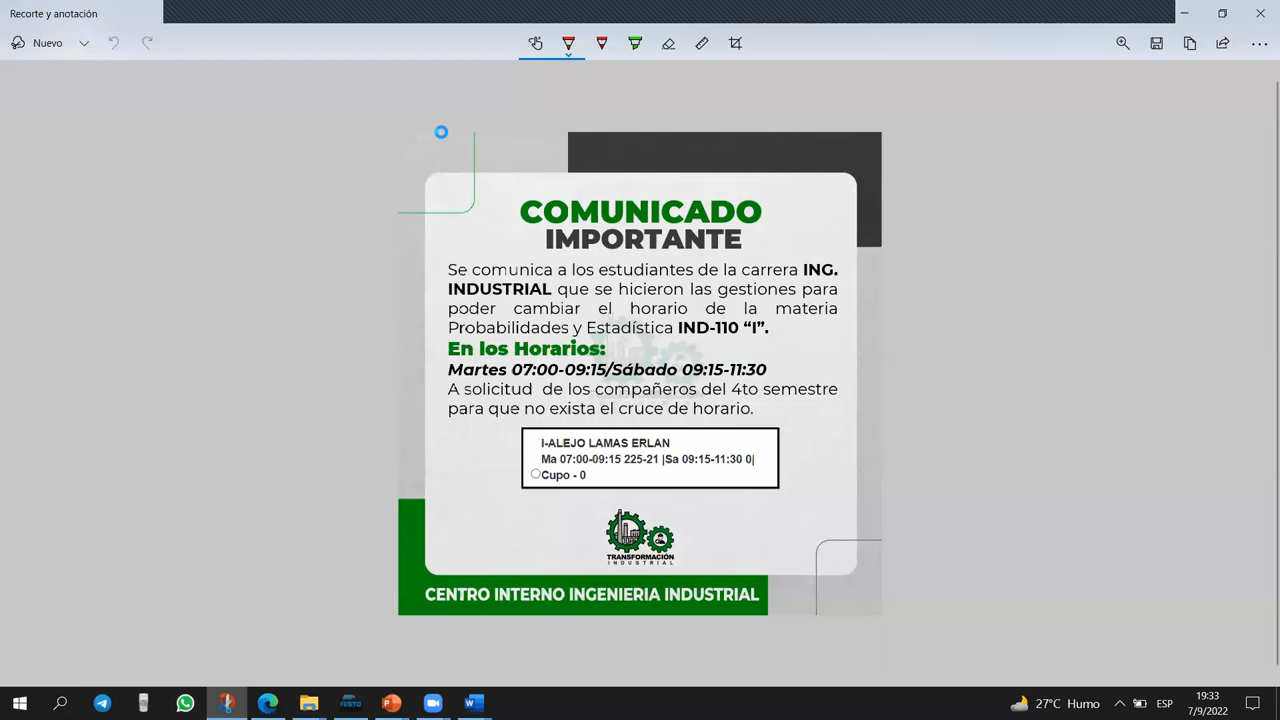 Recorte y anotación
Nuevo
COMUNICADO
IMPORTANTE
Se comunica a los estudiantes de la carrera ING.
INDUSTRIAL que se hicieron las gestiones para
poder cambiar el horario de la materia
Probabilidades y Estadística IND-110 “I”.
En los Horarios:
Martes 07:00-09:15/Sábado 09:15-11:30
A solicitud de los compañeros del 4to semestre
para que no exista el cruce de horario.
I-ALEJO LAMAS ERLAN
Ma 07:00-09:15 225-21 |Sa 09:15-11:30 0|
Cupo - 0
TRANSFORMACIÓN
INDUSTRIAL
CENTRO INTERNO INGENIERIA INDUSTRIAL
FESTO
27°C Humo
ESP
19:33
7/9/2022